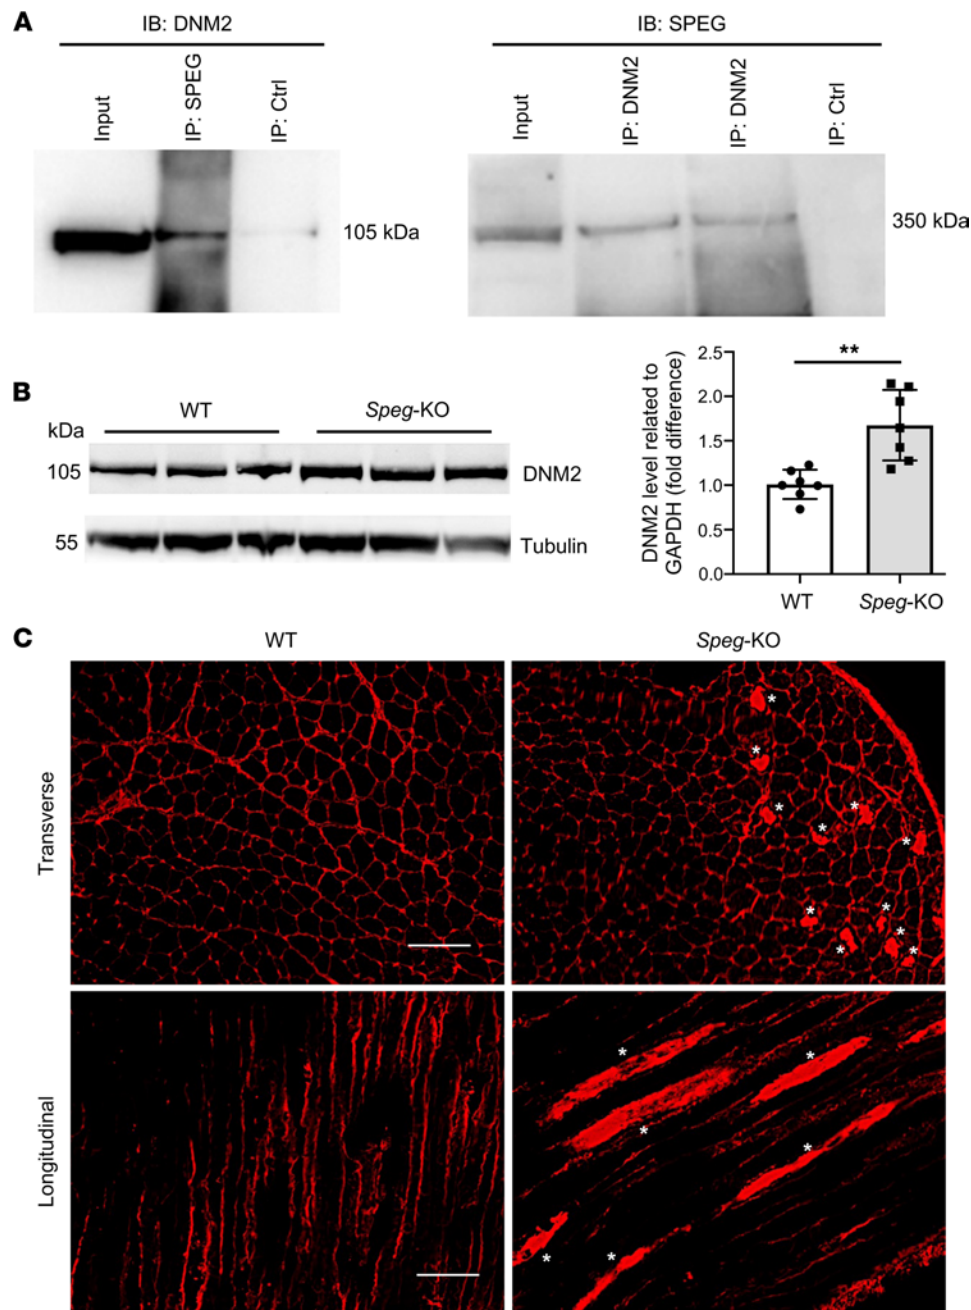 A
IB: DNM2
IB: SPEG
Input
IP: SPEG
IP: Ctrl
Input
IP: DNM2
IP: DNM2
IP: Ctrl
105 kDa
350 kDa
B
WT
Speg-KO
kDa
105
DNM2
55
Tubulin
DNM2 level related to
GAPDH (fold difference)
2.5
2.0
1.5
1.0
0.5
0.0
**
WT
Speg-KO
C
WT
Speg-KO
Transverse
*
*
*
*
*
*
*
*
*
*
*
Longitudinal
*
*
*
*
*
*